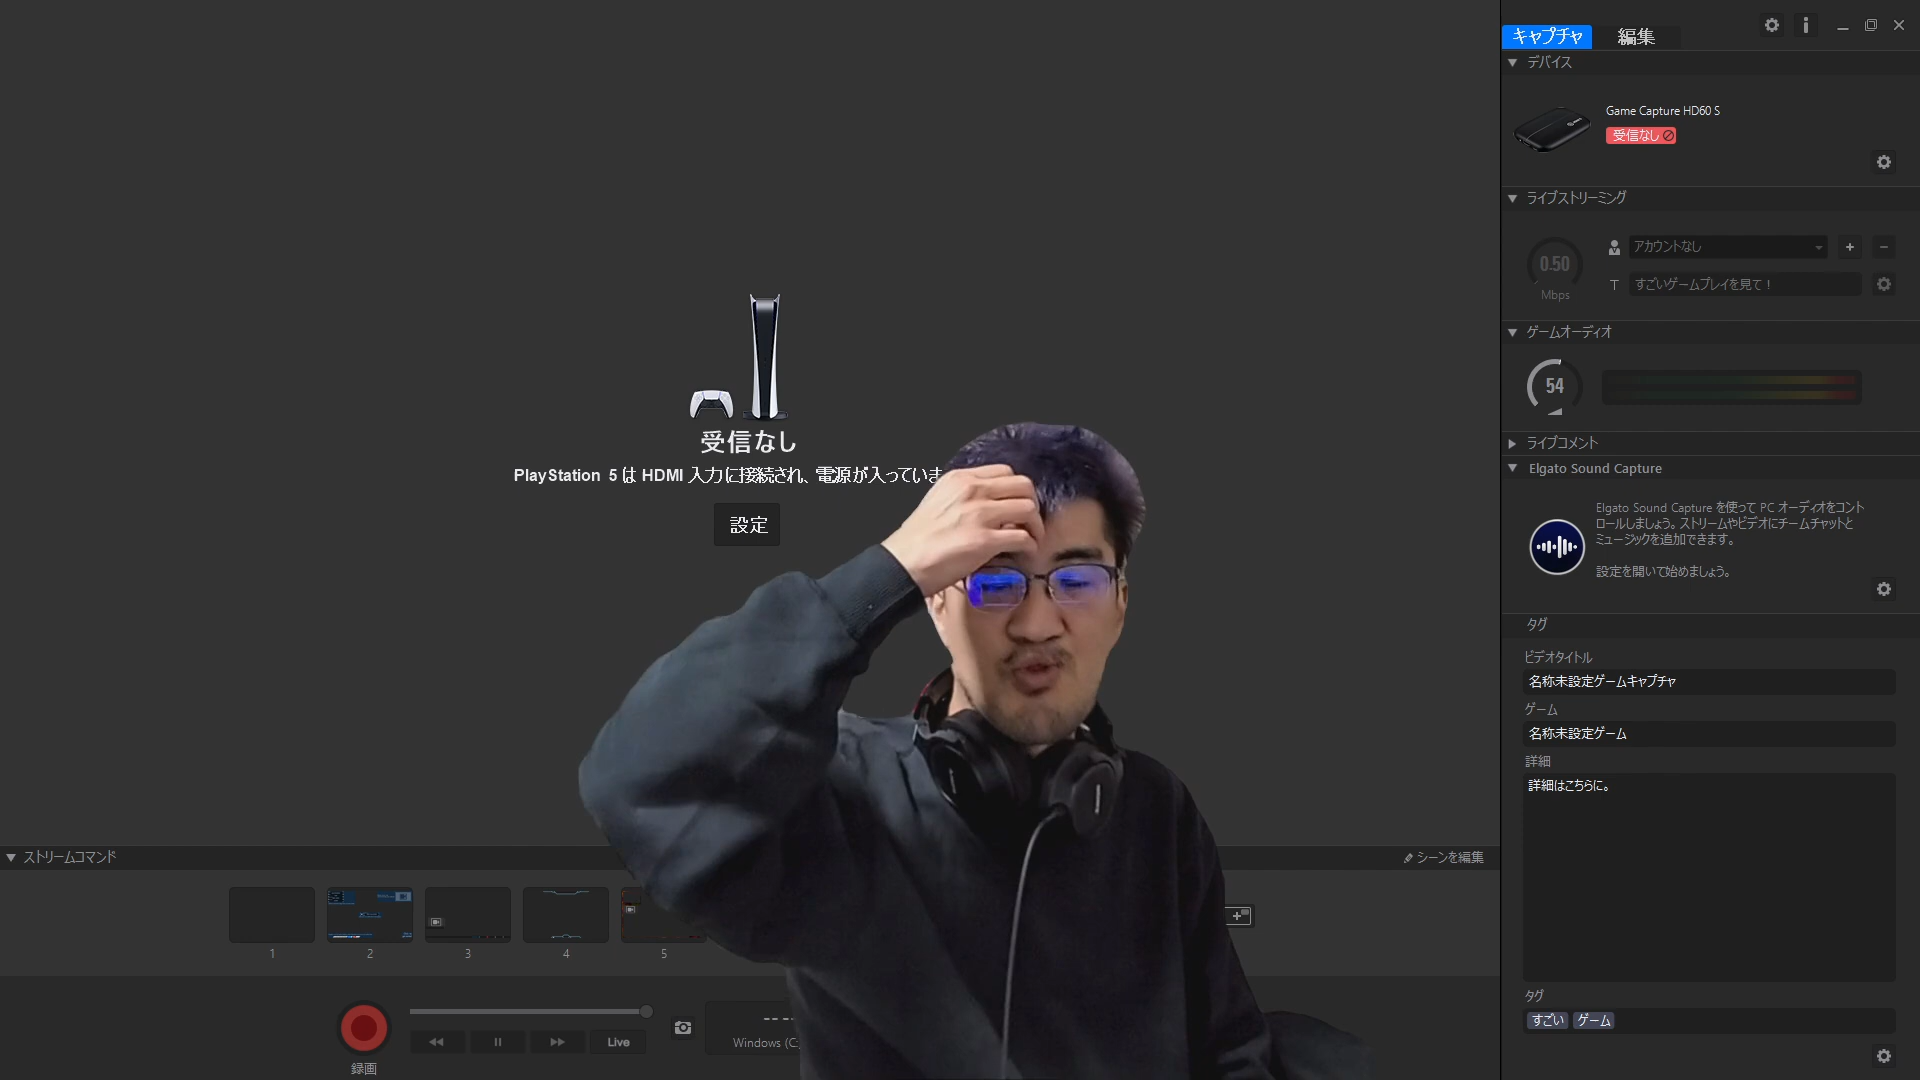 キャプチャ 編集
デバイス
Game Capture HD60 S
受信なし
ライブストリーミング
アカウントなし
0.50
Mbps
T すごいゲームプレイを見て！
ゲームオーディオ
54
ライブコメント
Elgato Sound Capture
Elgato Sound Capture を使って PC オーディオをコント
ロールしましょう。ストリームやビデオにチームチャットと
ミュージックを追加できます。
設定を開いて始めましょう。
タグ
ビデオタイトル
名称未設定ゲームキャプチャ
ゲーム
名称未設定ゲーム
詳細
詳細はこちらに。
タグ
すごい ゲーム
受信なし
PlayStation 5 は HDMI 入力に接続され、電源が入っていま
設定
ストリームコマンド
シーンを編集
1 2 3 4 5
Live
録画
----
Windows (C: